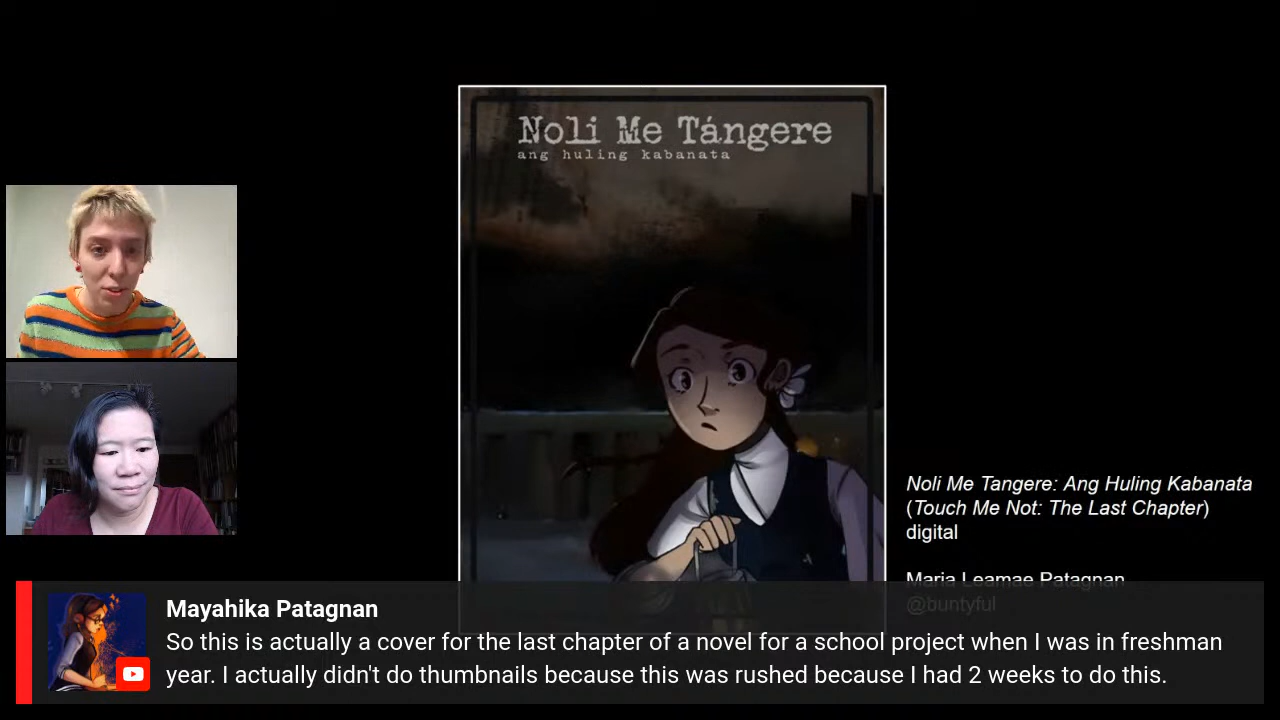 Noli Me Tángere
ang huling kabanata
Noli Me Tangere: Ang Huling Kabanata
(Touch Me Not: The Last Chapter)
digital
Maria Leamae Patagnan
@buntyful
Mayahika Patagnan
So this is actually a cover for the last chapter of a novel for a school project when I was in freshman
year. I actually didn't do thumbnails because this was rushed because I had 2 weeks to do this.